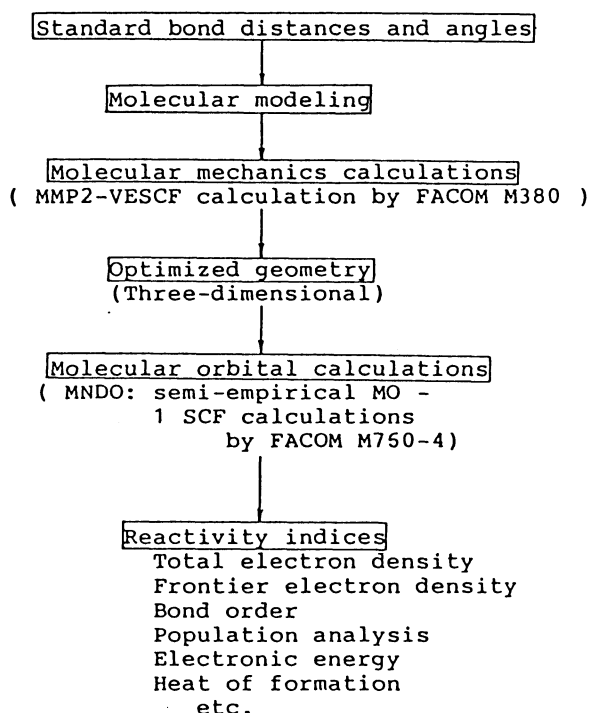 Standard bond distances and angles
Molecular modeling
Molecular mechanics calculations
( MMP2-VESCF calculation by FACOM M380 )
Optimized geometry
(Three-dimensional)
Molecular orbital calculations
( MNDO: semi-empirical MO -
1 SCF calculations
by FACOM M750-4)
Reactivity indices
Total electron density
Frontier electron density
Bond order
Population analysis
Electronic energy
Heat of formation
etc.